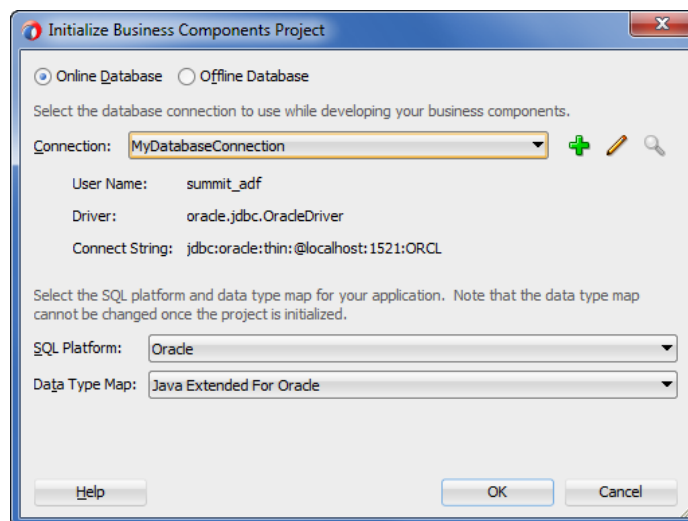 Initialize Business Components Project
Online Database Offline Database
Select the database connection to use while developing your business components.
Connection: MyDatabaseConnection
User Name: summit_adf
Driver: oracle.jdbc.OracleDriver
Connect String: jdbc:oracle:thin:@localhost:1521:ORCL
Select the SQL platform and data type map for your application. Note that the data type map
cannot be changed once the project is initialized.
SQL Platform: Oracle
Data Type Map: Java Extended For Oracle
Help OK Cancel